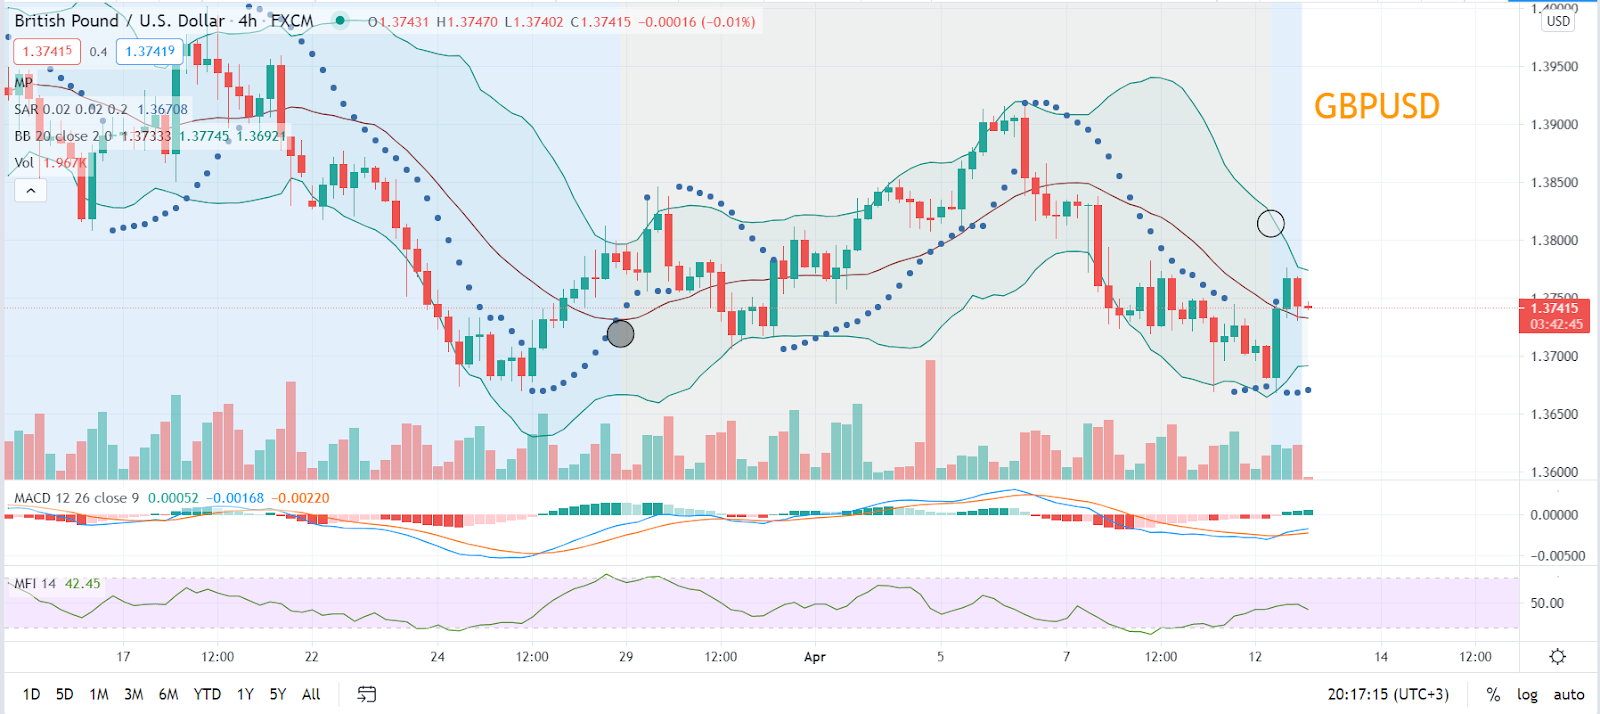 British Pound / U.S. Dollar · 4h · FXCM O1.37431 H1.37470 L1.37402 C1.37415 −0.00016 (−0.01%)
1.37415 0.4 1.37419
MP
SAR 0.02 0.02 0.2 1.36708
BB 20 close 2 0 1.37333 1.37745 1.36921
Vol 1.967K
GBPUSD
1.40000
USD
1.39500
1.39000
1.38500
1.38000
1.37500
1.37415
03:42:45
1.37000
1.36500
1.36000
MACD 12 26 close 9 0.00052 −0.00168 −0.00220
0.00000
−0.00500
MFI 14 42.45
50.00
17 12:00 22 24 12:00 29 12:00 Apr 5 7 12:00 12 14 12:00
1D 5D 1M 3M 6M YTD 1Y 5Y All 20:17:15 (UTC+3) % log auto